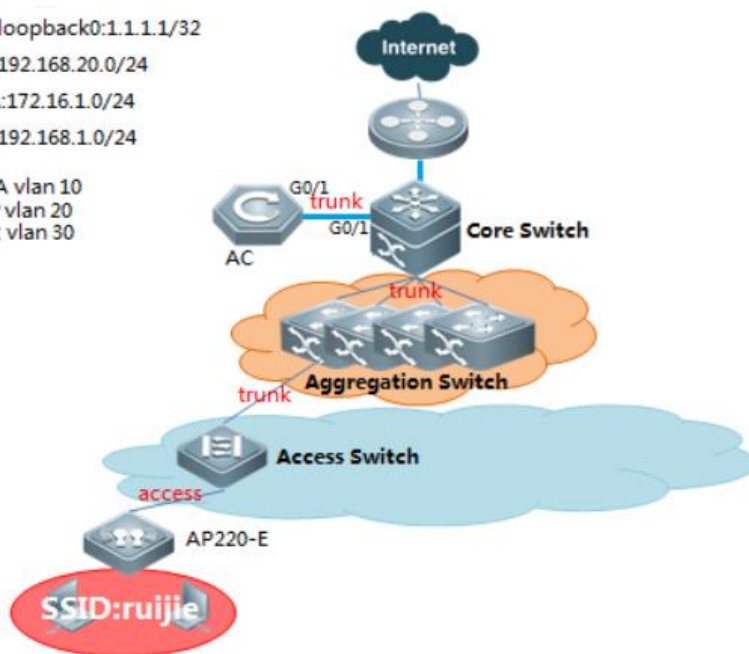 loopback0:1.1.1.1/32
192.168.20.0/24
:172.16.1.0/24
192.168.1.0/24
A vlan 10
vlan 20
vlan 30
Internet
G0/1
trunk
G0/1
AC
Core Switch
trunk
Aggregation Switch
trunk
Access Switch
access
AP220-E
SSID:ruijie